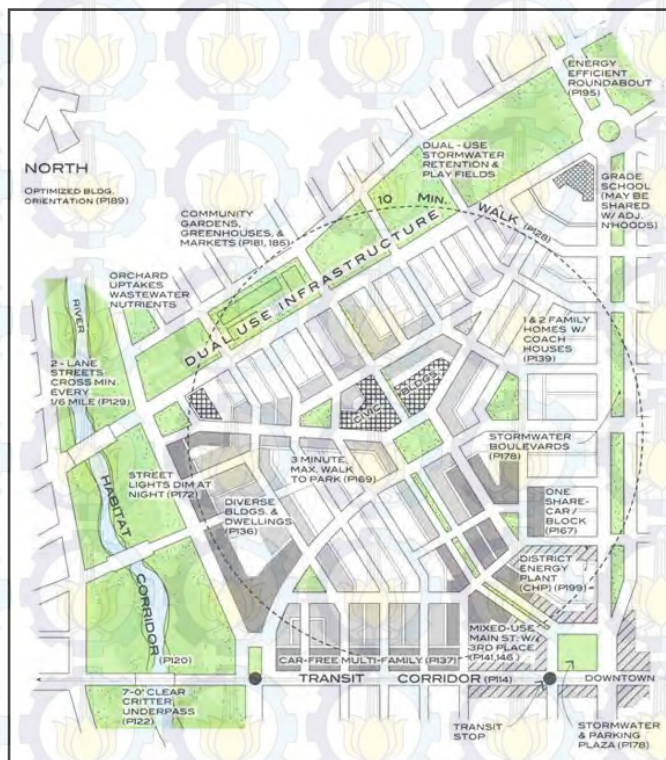 ENERGY
EFFICIENT
ROUNDABOUT
(P195)
NORTH
OPTIMIZED BLDG.
ORIENTATION (P189)
DUAL - USE
STORMWATER
RETENTION &
PLAY FIELDS
GRADE
SCHOOL
(MAY BE
SHARED
W/ ADJ.
N'HOODS)
10 MIN. WALK (P128)
COMMUNITY
GARDENS,
GREENHOUSES, &
MARKETS (P181, 185)
DUAL USE INFRASTRUCTURE
ORCHARD
UPTAKES
WASTEWATER
NUTRIENTS
RIVER
2 - LANE
STREETS
CROSS MIN
EVERY
1/6 MILE (P129)
1 & 2 FAMILY
HOMES W/
COACH
HOUSES
(P139)
CIVIC BLDGS
STREET
LIGHTS DIM AT
NIGHT (P172)
3 MINUTE,
MAX, WALK
TO PARK (P169)
STORMWATER
BOULEVARDS
(P178)
DIVERSE
BLDGS. &
DWELLINGS
(P136)
ONE
SHARE-
CAR /
BLOCK
(P167)
HABITAT CORRIDOR (P120)
DISTRICT
ENERGY
PLANT
(CHP) (P199)
MIXED-USE
MAIN ST. W/
3RD PLACE
(P141,146)
CAR-FREE MULTI-FAMILY (P137)
TRANSIT CORRIDOR (P114)
DOWNTOWN
7-0' CLEAR
CRITTER
UNDERPASS
(P122)
TRANSIT
STOP
STORMWATER
& PARKING
PLAZA (P178)